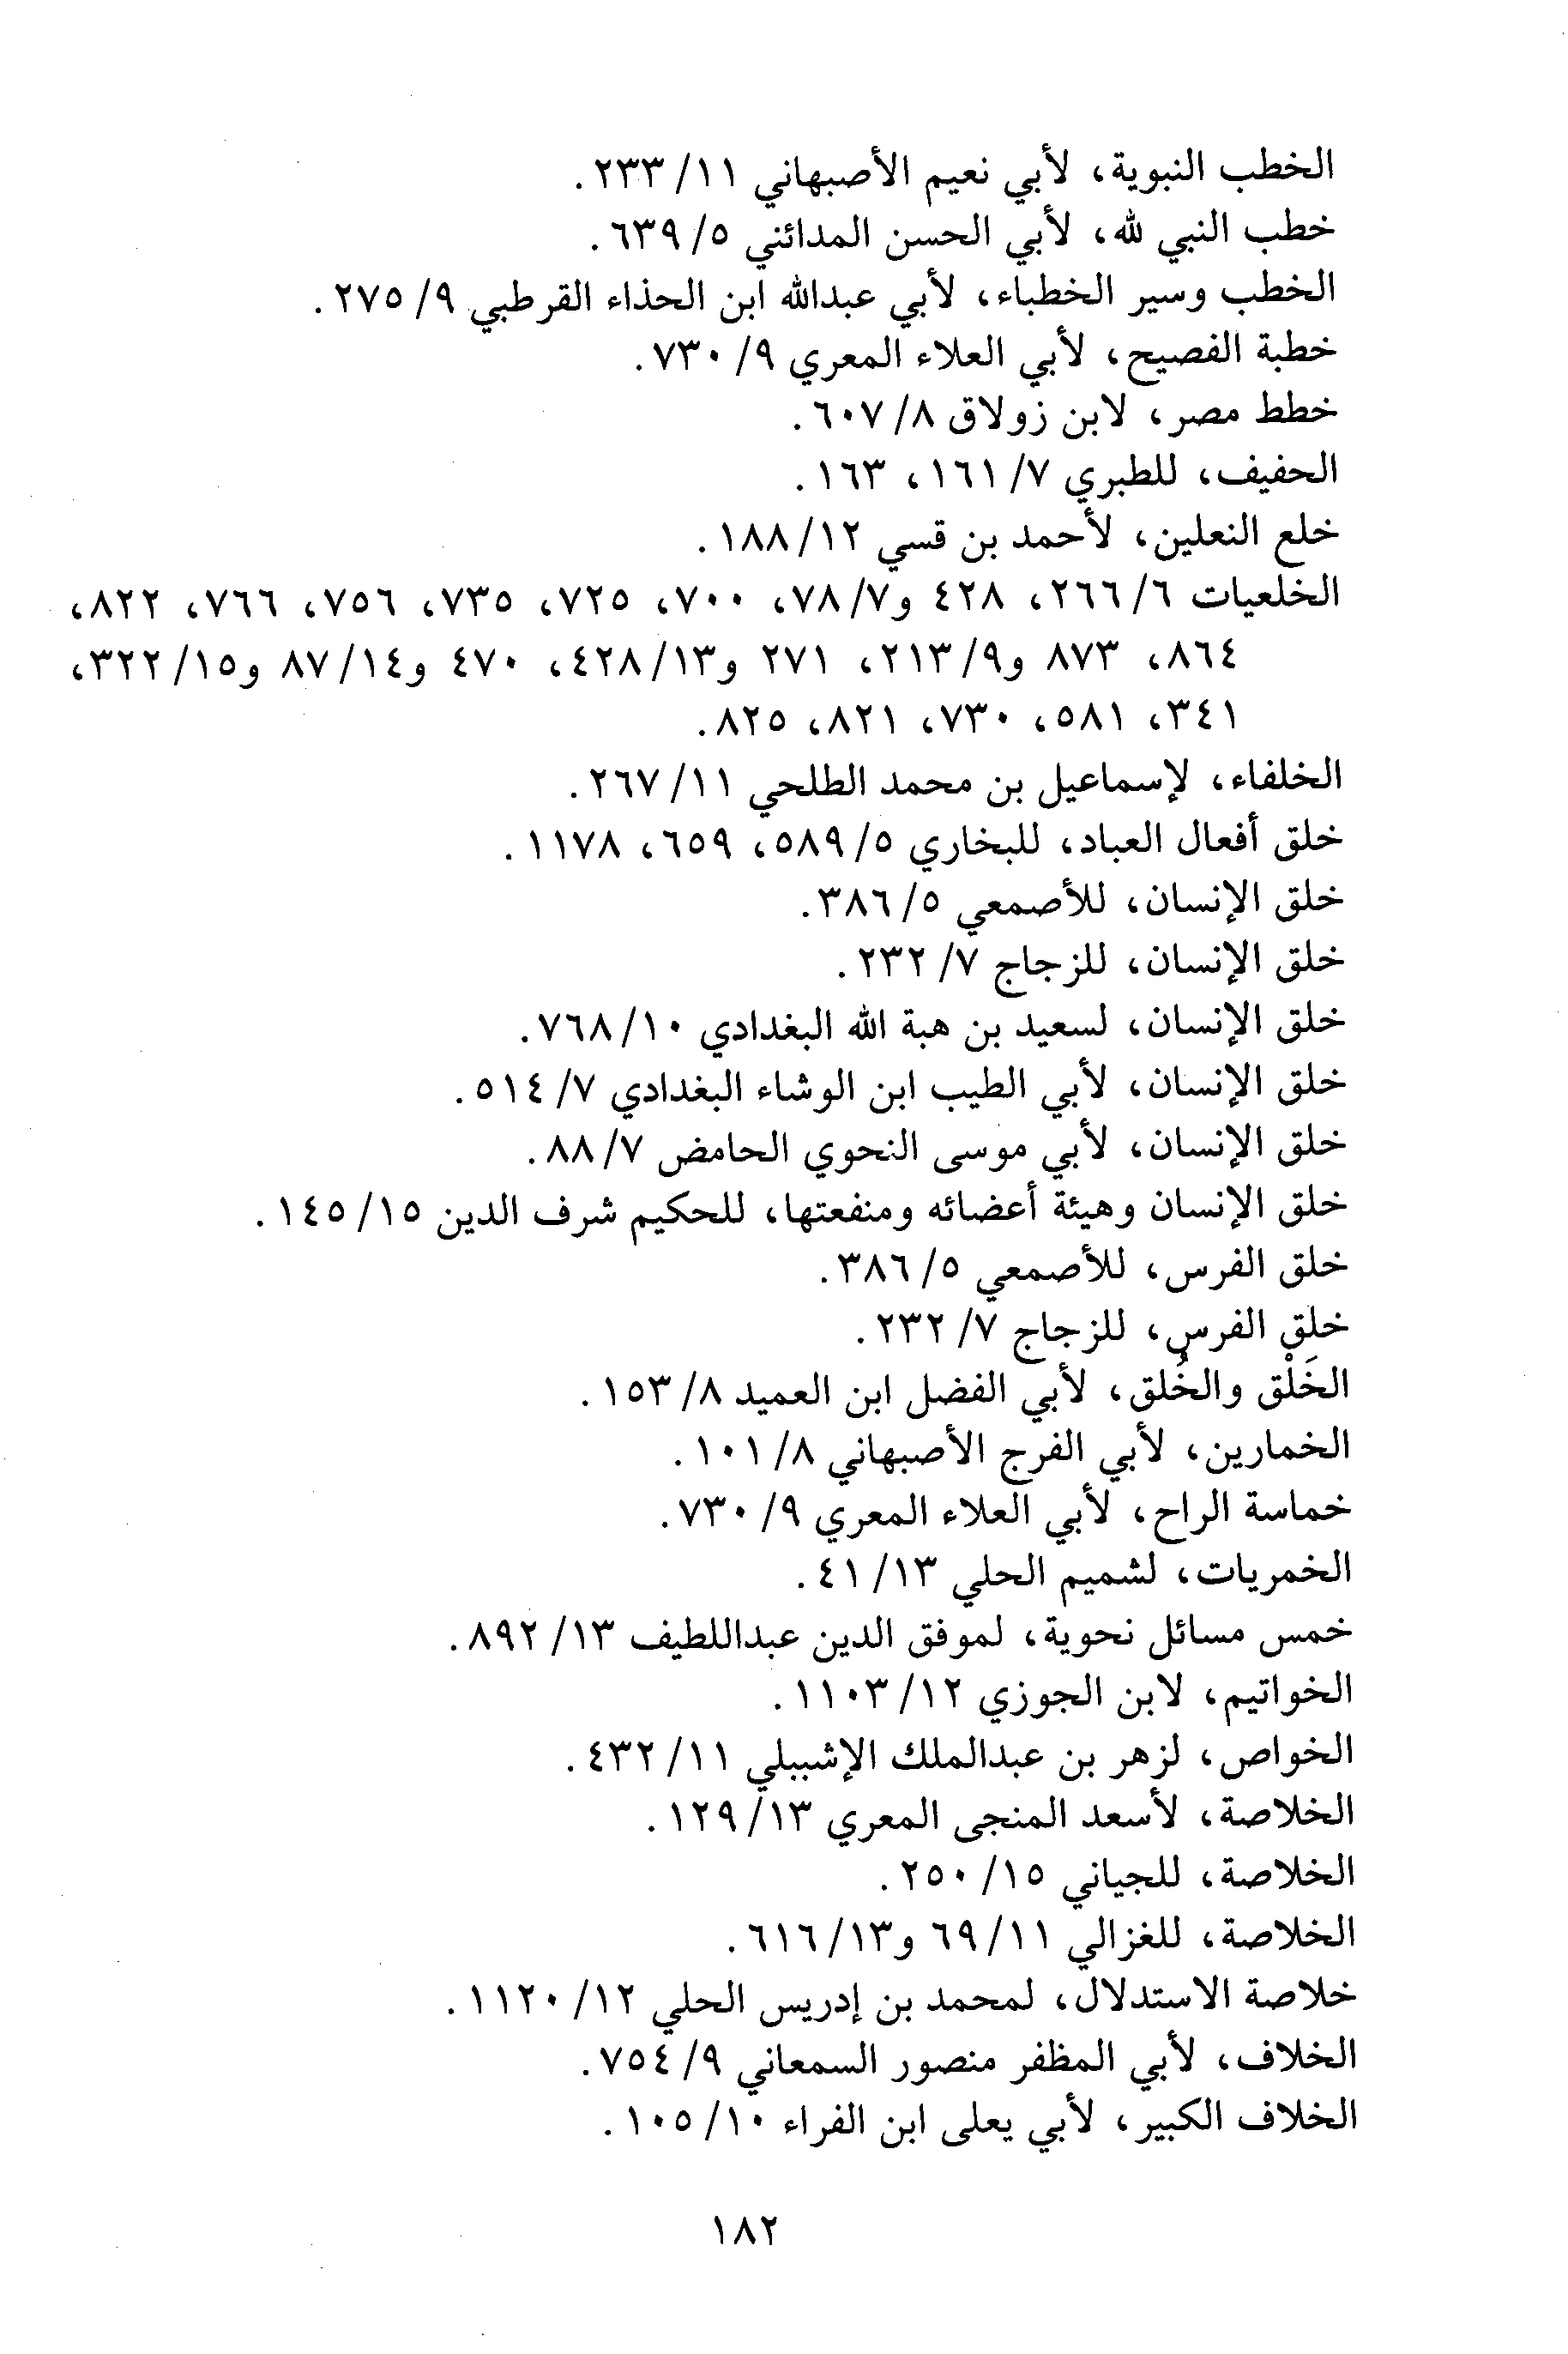 الخطب النبوية، لأبي نعيم الأصبهاني ١١/ ٢٣٣.
خطب النبي لله، لأبي الحسن المدائني ٥/ ٦٣٩.
الخطب وسير الخطباء، لأبي عبدالله ابن الحذاء القرطبي ٩/ ٢٧٥.
خطبة الفصيح، لأبي العلاء المعري ٩/ ٧٣٠.
خطط مصر، لابن زولاق ٨/ ٦٠٧.
الحفيف، للطبري ٧/ ١٦١، ١٦٣.
خلع النعلين، لأحمد بن قسي ١٢/ ١٨٨.
الخلعيات ٦/ ٢٦٦، ٤٢٨ و٧/ ٧٨، ٧٠٠، ٧٢٥، ٧٣٥، ٧٥٦، ٧٦٦، ٨٢٢،
٨٦٤، ٨٧٣ و٩/ ٢١٣، ٢٧١ و١٣/ ٤٢٨، ٤٧٠ و١٤/ ٨٧ و١٥/ ٣٢٢،
٣٤١، ٥٨١، ٧٣٠، ٨٢١، ٨٢٥.
الخلفاء، لإسماعيل بن محمد الطلحي ١١/ ٢٦٧.
خلق أفعال العباد، للبخاري ٥/ ٥٨٩، ٦٥٩، ١١٧٨.
خلق الإنسان، للأصمعي ٥/ ٣٨٦.
خلق الإنسان، للزجاج ٧/ ٢٣٢.
خلق الإنسان، لسعيد بن هبة الله البغدادي ١٠/ ٧٦٨.
خلق الإنسان، لأبي الطيب ابن الوشاء البغدادي ٧/ ٥١٤.
خلق الإنسان، لأبي موسى النحوي الحامض ٧/ ٨٨.
خلق الإنسان وهيئة أعضائه ومنفعتها، للحكيم شرف الدين ١٥/ ١٤٥.
خلق الفرس، للأصمعي ٥/ ٣٨٦.
خلق الفرس، للزجاج ٧/ ٢٣٢.
الخَلْق والخُلق، لأبي الفضل ابن العميد ٨/ ١٥٣.
الخمارين، لأبي الفرج الأصبهاني ٨/ ١٠١.
خماسة الراح، لأبي العلاء المعري ٩/ ٧٣٠.
الخمريات، لشميم الحلي ١٣/ ٤١.
خمس مسائل نحوية، لموفق الدين عبداللطيف ١٣/ ٨٩٢.
الخواتيم، لابن الجوزي ١٢/ ١١٠٣.
الخواص، لزهر بن عبدالملك الإشبيلي ١١/ ٤٣٢.
الخلاصة، لأسعد المنجى المعري ١٣/ ١٢٩.
الخلاصة، للجياني ١٥/ ٢٥٠.
الخلاصة، للغزالي ١١/ ٦٩ و١٣/ ٦١٦.
خلاصة الاستدلال، لمحمد بن إدريس الحلي ١٢/ ١١٢٠.
الخلاف، لأبي المظفر منصور السمعاني ٩/ ٧٥٤.
الخلاف الكبير، لأبي يعلى ابن الفراء ١٠/ ١٠٥.
١٨٢